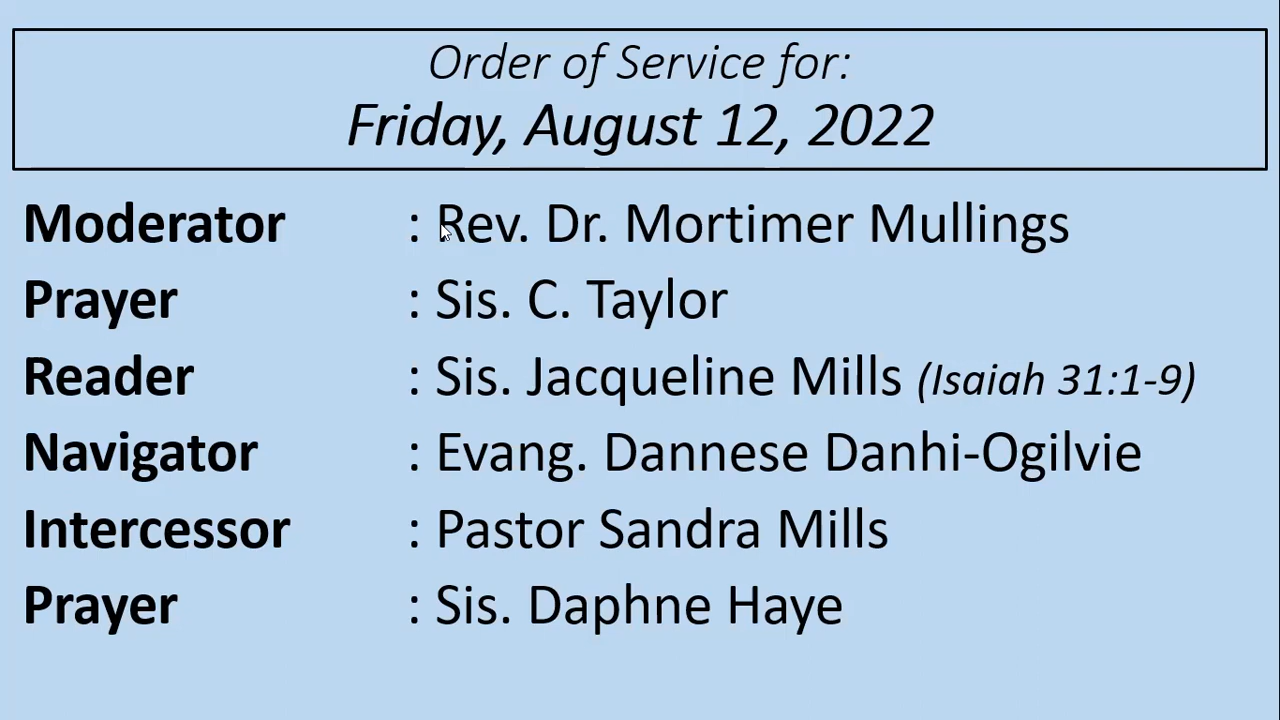 Order of Service for:
Friday, August 12, 2022
Moderator : Rev. Dr. Mortimer Mullings
Prayer : Sis. C. Taylor
Reader : Sis. Jacqueline Mills (Isaiah 31:1-9)
Navigator : Evang. Dannese Danhi-Ogilvie
Intercessor : Pastor Sandra Mills
Prayer : Sis. Daphne Haye